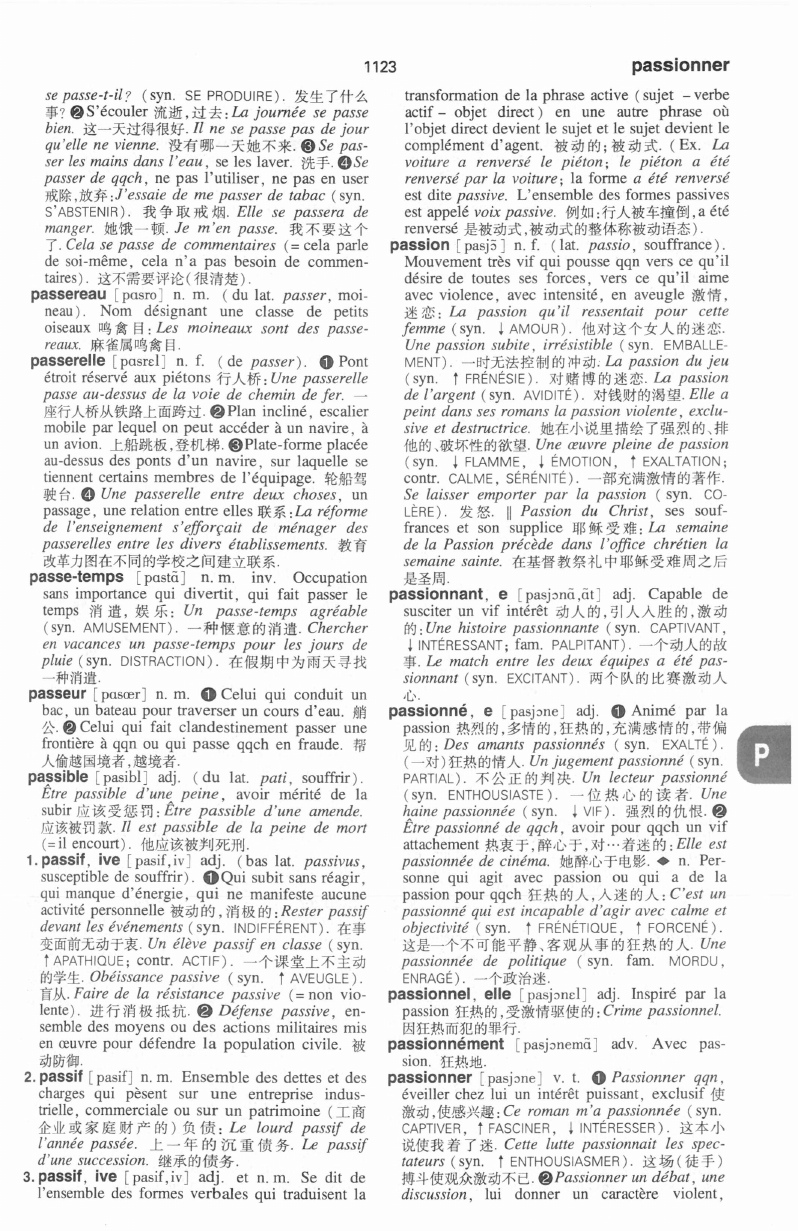 1123
passionner
se passe-t-il? (syn. SE PRODUIRE). 发生了什么
事? ❷S'écouler 流逝,过去:La journée se passe
bien. 这一天过得很好. Il ne se passe pas de jour
qu'elle ne vienne. 没有哪一天她不来. ❸Se pas-
ser les mains dans l'eau, se les laver. 洗手. ❹Se
passer de qqch, ne pas l'utiliser, ne pas en user
戒除,放弃:J'essaie de me passer de tabac (syn.
S'ABSTENIR). 我争取戒烟. Elle se passera de
manger. 她饿一顿. Je m'en passe. 我不要这个
了. Cela se passe de commentaires (= cela parle
de soi-même, cela n'a pas besoin de commen-
taires). 这不需要评论(很清楚).
passereau [pɑsro] n. m. (du lat. passer, moi-
neau). Nom désignant une classe de petits
oiseaux 鸣禽目: Les moineaux sont des passe-
reaux. 麻雀属鸣禽目.
passerelle [pɑsrɛl] n. f. (de passer). ❶ Pont
étroit réservé aux piétons 行人桥: Une passerelle
passe au-dessus de la voie de chemin de fer. 一
座行人桥从铁路上面跨过. ❷Plan incliné, escalier
mobile par lequel on peut accéder à un navire, à
un avion. 上船跳板,登机梯. ❸Plate-forme placée
au-dessus des ponts d'un navire, sur laquelle se
tiennent certains membres de l'équipage. 轮船驾
驶台. ❹ Une passerelle entre deux choses, un
passage, une relation entre elles 联系:La réforme
de l'enseignement s'efforçait de ménager des
passerelles entre les divers établissements. 教育
改革力图在不同的学校之间建立联系.
passe-temps [pɑstɑ̃] n. m. inv. Occupation
sans importance qui divertit, qui fait passer le
temps 消遣, 娱乐: Un passe-temps agréable
(syn. AMUSEMENT). 一种惬意的消遣. Chercher
en vacances un passe-temps pour les jours de
pluie (syn. DISTRACTION). 在假期中为雨天寻找
一种消遣.
passeur [pɑsœr] n. m. ❶ Celui qui conduit un
bac, un bateau pour traverser un cours d'eau. 艄
公. ❷Celui qui fait clandestinement passer une
frontière à qqn ou qui passe qqch en fraude. 帮
人偷越国境者,越境者.
passible [pasibl] adj. (du lat. pati, souffrir).
Être passible d'une peine, avoir mérité de la
subir 应该受惩罚: Être passible d'une amende.
应该被罚款. Il est passible de la peine de mort
(= il encourt). 他应该被判死刑.
1. passif, ive [pasif,iv] adj. (bas lat. passivus,
susceptible de souffrir). ❶Qui subit sans réagir,
qui manque d'énergie, qui ne manifeste aucune
activité personnelle 被动的,消极的: Rester passif
devant les événements (syn. INDIFFÉRENT). 在事
变面前无动于衷. Un élève passif en classe (syn.
↑APATHIQUE; contr. ACTIF). 一个课堂上不主动
的学生. Obéissance passive (syn. ↑ AVEUGLE).
盲从. Faire de la résistance passive (= non vio-
lente). 进行消极抵抗. ❷ Défense passive, en-
semble des moyens ou des actions militaires mis
en œuvre pour défendre la population civile. 被
动防御.
2. passif [pasif] n. m. Ensemble des dettes et des
charges qui pèsent sur une entreprise indus-
trielle, commerciale ou sur un patrimoine (工商
企业或家庭财产的) 负债: Le lourd passif de
l'année passée. 上一年的沉重债务. Le passif
d'une succession. 继承的债务.
3. passif, ive [pasif,iv] adj. et n. m. Se dit de
l'ensemble des formes verbales qui traduisent la
transformation de la phrase active (sujet – verbe
actif – objet direct) en une autre phrase où
l'objet direct devient le sujet et le sujet devient le
complément d'agent. 被动的; 被动式. (Ex. La
voiture a renversé le piéton; le piéton a été
renversé par la voiture; la forme a été renversé
est dite passive. L'ensemble des formes passives
est appelé voix passive. 例如:行人被车撞倒,a été
renversé 是被动式,被动式的整体称被动语态).
passion [pasjɔ̃] n. f. (lat. passio, souffrance).
Mouvement très vif qui pousse qqn vers ce qu'il
désire de toutes ses forces, vers ce qu'il aime
avec violence, avec intensité, en aveugle 激情,
迷恋: La passion qu'il ressentait pour cette
femme (syn. ↓ AMOUR). 他对这个女人的迷恋.
Une passion subite, irrésistible (syn. EMBALLE-
MENT). 一时无法控制的冲动. La passion du jeu
(syn. ↑ FRÉNÉSIE). 对赌博的迷恋. La passion
de l'argent (syn. AVIDITÉ). 对钱财的渴望. Elle a
peint dans ses romans la passion violente, exclu-
sive et destructrice. 她在小说里描绘了强烈的、排
他的、破坏性的欲望. Une œuvre pleine de passion
(syn. ↓ FLAMME, ↓ ÉMOTION, ↑ EXALTATION;
contr. CALME, SÉRÉNITÉ). 一部充满激情的著作.
Se laisser emporter par la passion (syn. CO-
LÈRE). 发怒. ‖ Passion du Christ, ses souf-
frances et son supplice 耶稣受难: La semaine
de la Passion précède dans l'office chrétien la
semaine sainte. 在基督教祭礼中耶稣受难周之后
是圣周.
passionnant, e [pasjɔnɑ̃,ɑ̃t] adj. Capable de
susciter un vif intérêt 动人的,引人入胜的,激动
的: Une histoire passionnante (syn. CAPTIVANT,
↓INTÉRESSANT; fam. PALPITANT). 一个动人的故
事. Le match entre les deux équipes a été pas-
sionnant (syn. EXCITANT). 两个队的比赛激动人
心.
passionné, e [pasjɔne] adj. ❶ Animé par la
passion 热烈的,多情的,狂热的,充满感情的,带偏
见的: Des amants passionnés (syn. EXALTÉ).
(一对)狂热的情人. Un jugement passionné (syn.
PARTIAL). 不公正的判决. Un lecteur passionné
(syn. ENTHOUSIASTE). 一位热心的读者. Une
haine passionnée (syn. ↓VIF). 强烈的仇恨. ❷
Être passionné de qqch, avoir pour qqch un vif
attachement 热衷于,醉心于,对…着迷的: Elle est
passionnée de cinéma. 她醉心于电影. ◆ n. Per-
sonne qui agit avec passion ou qui a de la
passion pour qqch 狂热的人,入迷的人: C'est un
passionné qui est incapable d'agir avec calme et
objectivité (syn. ↑ FRÉNÉTIQUE, ↑ FORCENÉ).
这是一个不可能平静、客观从事的狂热的人. Une
passionnée de politique (syn. fam. MORDU,
ENRAGÉ). 一个政治迷.
passionnel, elle [pasjɔnɛl] adj. Inspiré par la
passion 狂热的,受激情驱使的: Crime passionnel.
因狂热而犯的罪行.
passionnément [pasjɔnemɑ̃] adv. Avec pas-
sion. 狂热地.
passionner [pasjɔne] v. t. ❶ Passionner qqn,
éveiller chez lui un intérêt puissant, exclusif 使
激动,使感兴趣: Ce roman m'a passionnée (syn.
CAPTIVER, ↑ FASCINER, ↓ INTÉRESSER). 这本小
说使我着了迷. Cette lutte passionnait les spec-
tateurs (syn. ↑ ENTHOUSIASMER). 这场(徒手)
搏斗使观众激动不已. ❷Passionner un débat, une
discussion, lui donner un caractère violent,
P